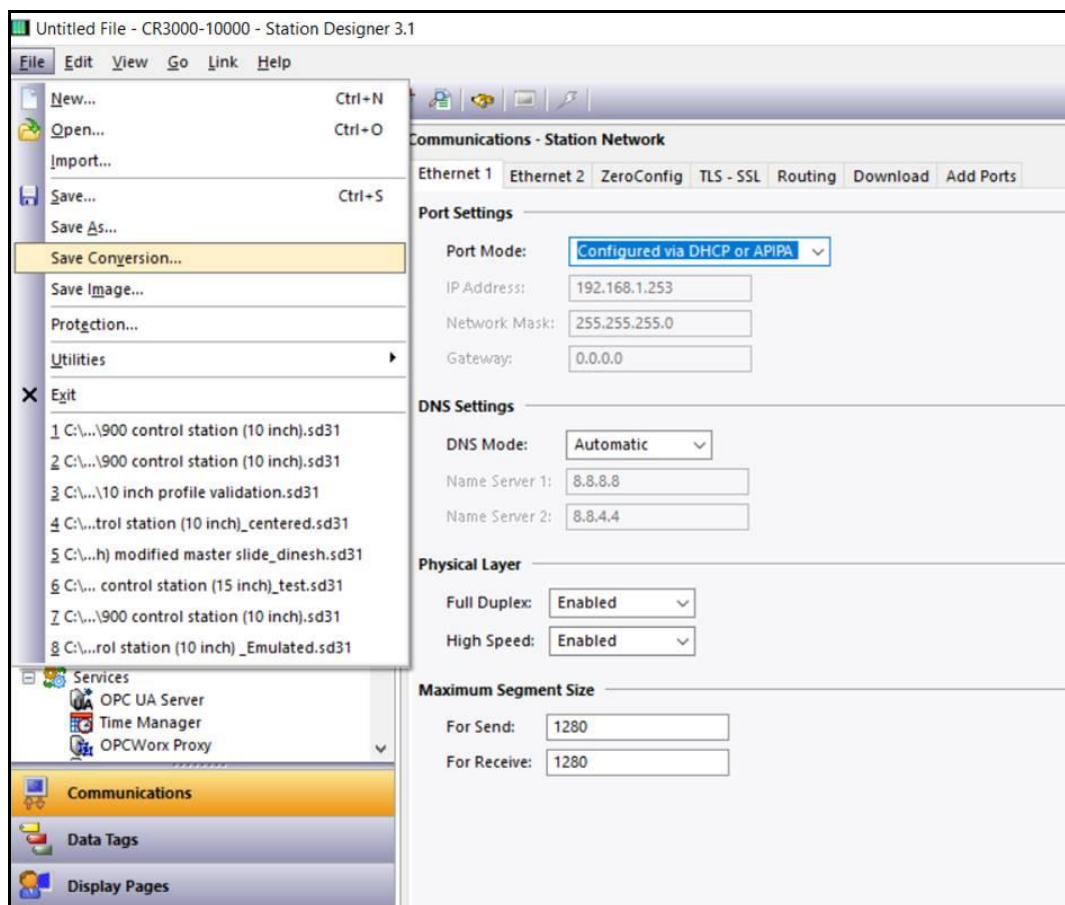 Untitled File - CR3000-10000 - Station Designer 3.1
File Edit View Go Link Help
New... Ctrl+N
Open... Ctrl+O
Import...
Save... Ctrl+S
Save As...
Save Conversion...
Save Image...
Protection...
Utilities
Exit
1 C:\...\900 control station (10 inch).sd31
2 C:\...\900 control station (10 inch).sd31
3 C:\...\10 inch profile validation.sd31
4 C:\...trol station (10 inch)_centered.sd31
5 C:\...h) modified master slide_dinesh.sd31
6 C:\... control station (15 inch)_test.sd31
7 C:\...\900 control station (10 inch).sd31
8 C:\...rol station (10 inch) _Emulated.sd31
Services
OPC UA Server
Time Manager
OPCWorx Proxy
Communications
Data Tags
Display Pages
Communications - Station Network
Ethernet 1 Ethernet 2 ZeroConfig TLS - SSL Routing Download Add Ports
Port Settings
Port Mode: Configured via DHCP or APIPA
IP Address: 192.168.1.253
Network Mask: 255.255.255.0
Gateway: 0.0.0.0
DNS Settings
DNS Mode: Automatic
Name Server 1: 8.8.8.8
Name Server 2: 8.8.4.4
Physical Layer
Full Duplex: Enabled
High Speed: Enabled
Maximum Segment Size
For Send: 1280
For Receive: 1280